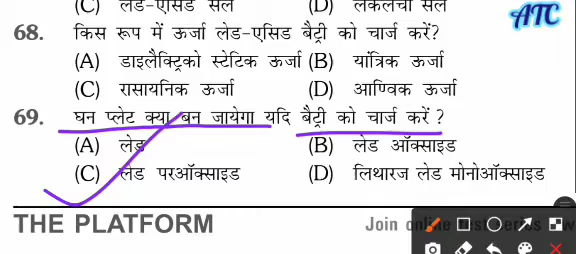 (C) लेड-एसिड सेल (D)
ATC
68. किस रूप में ऊर्जा लेड-एसिड बैट्री को चार्ज करें?
(A) डाइलैक्ट्रिको स्टेटिक ऊर्जा (B) यांत्रिक ऊर्जा
(C) रासायनिक ऊर्जा (D) आण्विक ऊर्जा
69. घन प्लेट क्या बन जायेगा यदि बैट्री को चार्ज करें ?
(A) लेड (B) लेड ऑक्साइड
(C) लेड परऑक्साइड (D) लिथारज लेड मोनोऑक्साइड
THE PLATFORM Join online